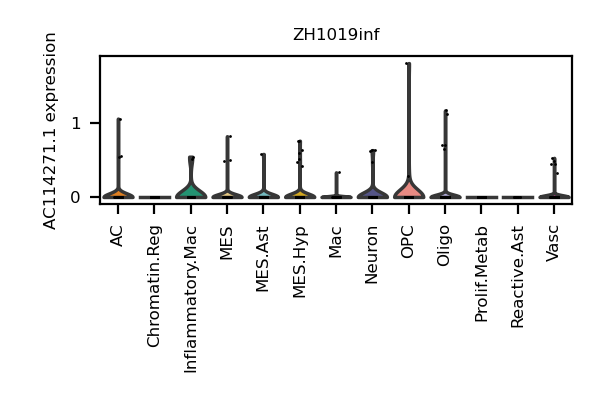 ZH1019inf
AC114271.1 expression
1
0
AC
Chromatin.Reg
Inflammatory.Mac
MES
MES.Ast
MES.Hyp
Mac
Neuron
OPC
Oligo
Prolif.Metab
Reactive.Ast
Vasc